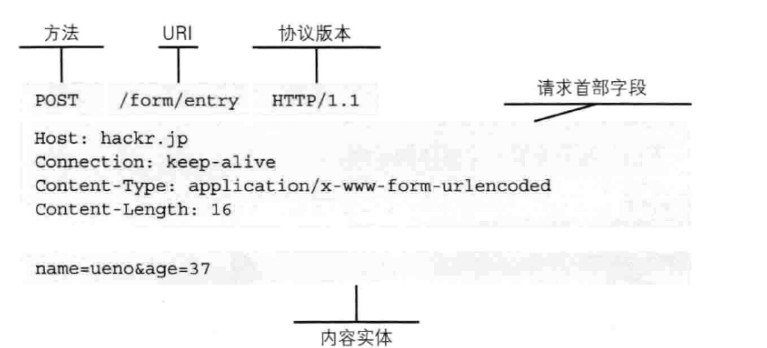 方法 URI 协议版本
POST /form/entry HTTP/1.1
请求首部字段
Host: hackr.jp
Connection: keep-alive
Content-Type: application/x-www-form-urlencoded
Content-Length: 16
name=ueno&age=37
内容实体